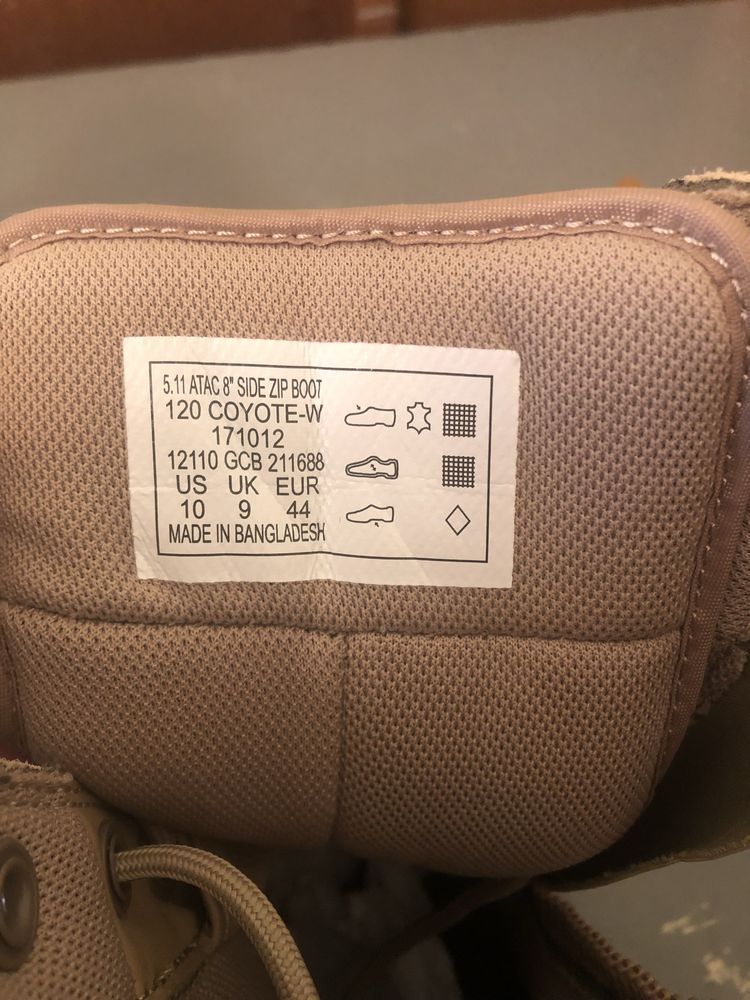 5.11 ATAC 8" SIDE ZIP BOOT
120 COYOTE-W
171012
12110 GCB 211688
US UK EUR
10 9 44
MADE IN BANGLADESH